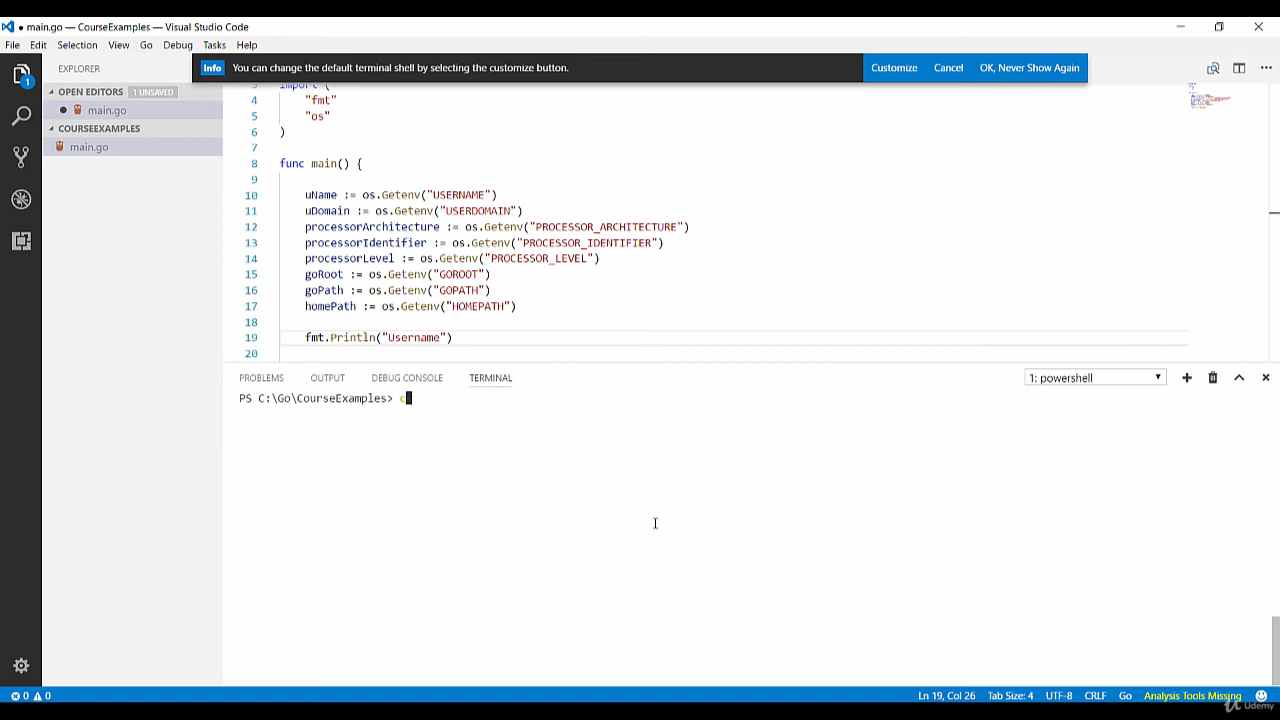 ● main.go — CourseExamples — Visual Studio Code
File Edit Selection View Go Debug Tasks Help
EXPLORER
Info You can change the default terminal shell by selecting the customize button. Customize Cancel OK, Never Show Again
OPEN EDITORS 1 UNSAVED
● main.go
COURSEEXAMPLES
main.go
1
3 import (
4 "fmt"
5 "os"
6 )
7
8 func main() {
9
10 uName := os.Getenv("USERNAME")
11 uDomain := os.Getenv("USERDOMAIN")
12 processorArchitecture := os.Getenv("PROCESSOR_ARCHITECTURE")
13 processorIdentifier := os.Getenv("PROCESSOR_IDENTIFIER")
14 processorLevel := os.Getenv("PROCESSOR_LEVEL")
15 goRoot := os.Getenv("GOROOT")
16 goPath := os.Getenv("GOPATH")
17 homePath := os.Getenv("HOMEPATH")
18
19 fmt.Println("Username")
20
PROBLEMS OUTPUT DEBUG CONSOLE TERMINAL 1: powershell
PS C:\Go\CourseExamples> c
0 0 Ln 19, Col 26 Tab Size: 4 UTF-8 CRLF Go Analysis Tools Missing
Udemy